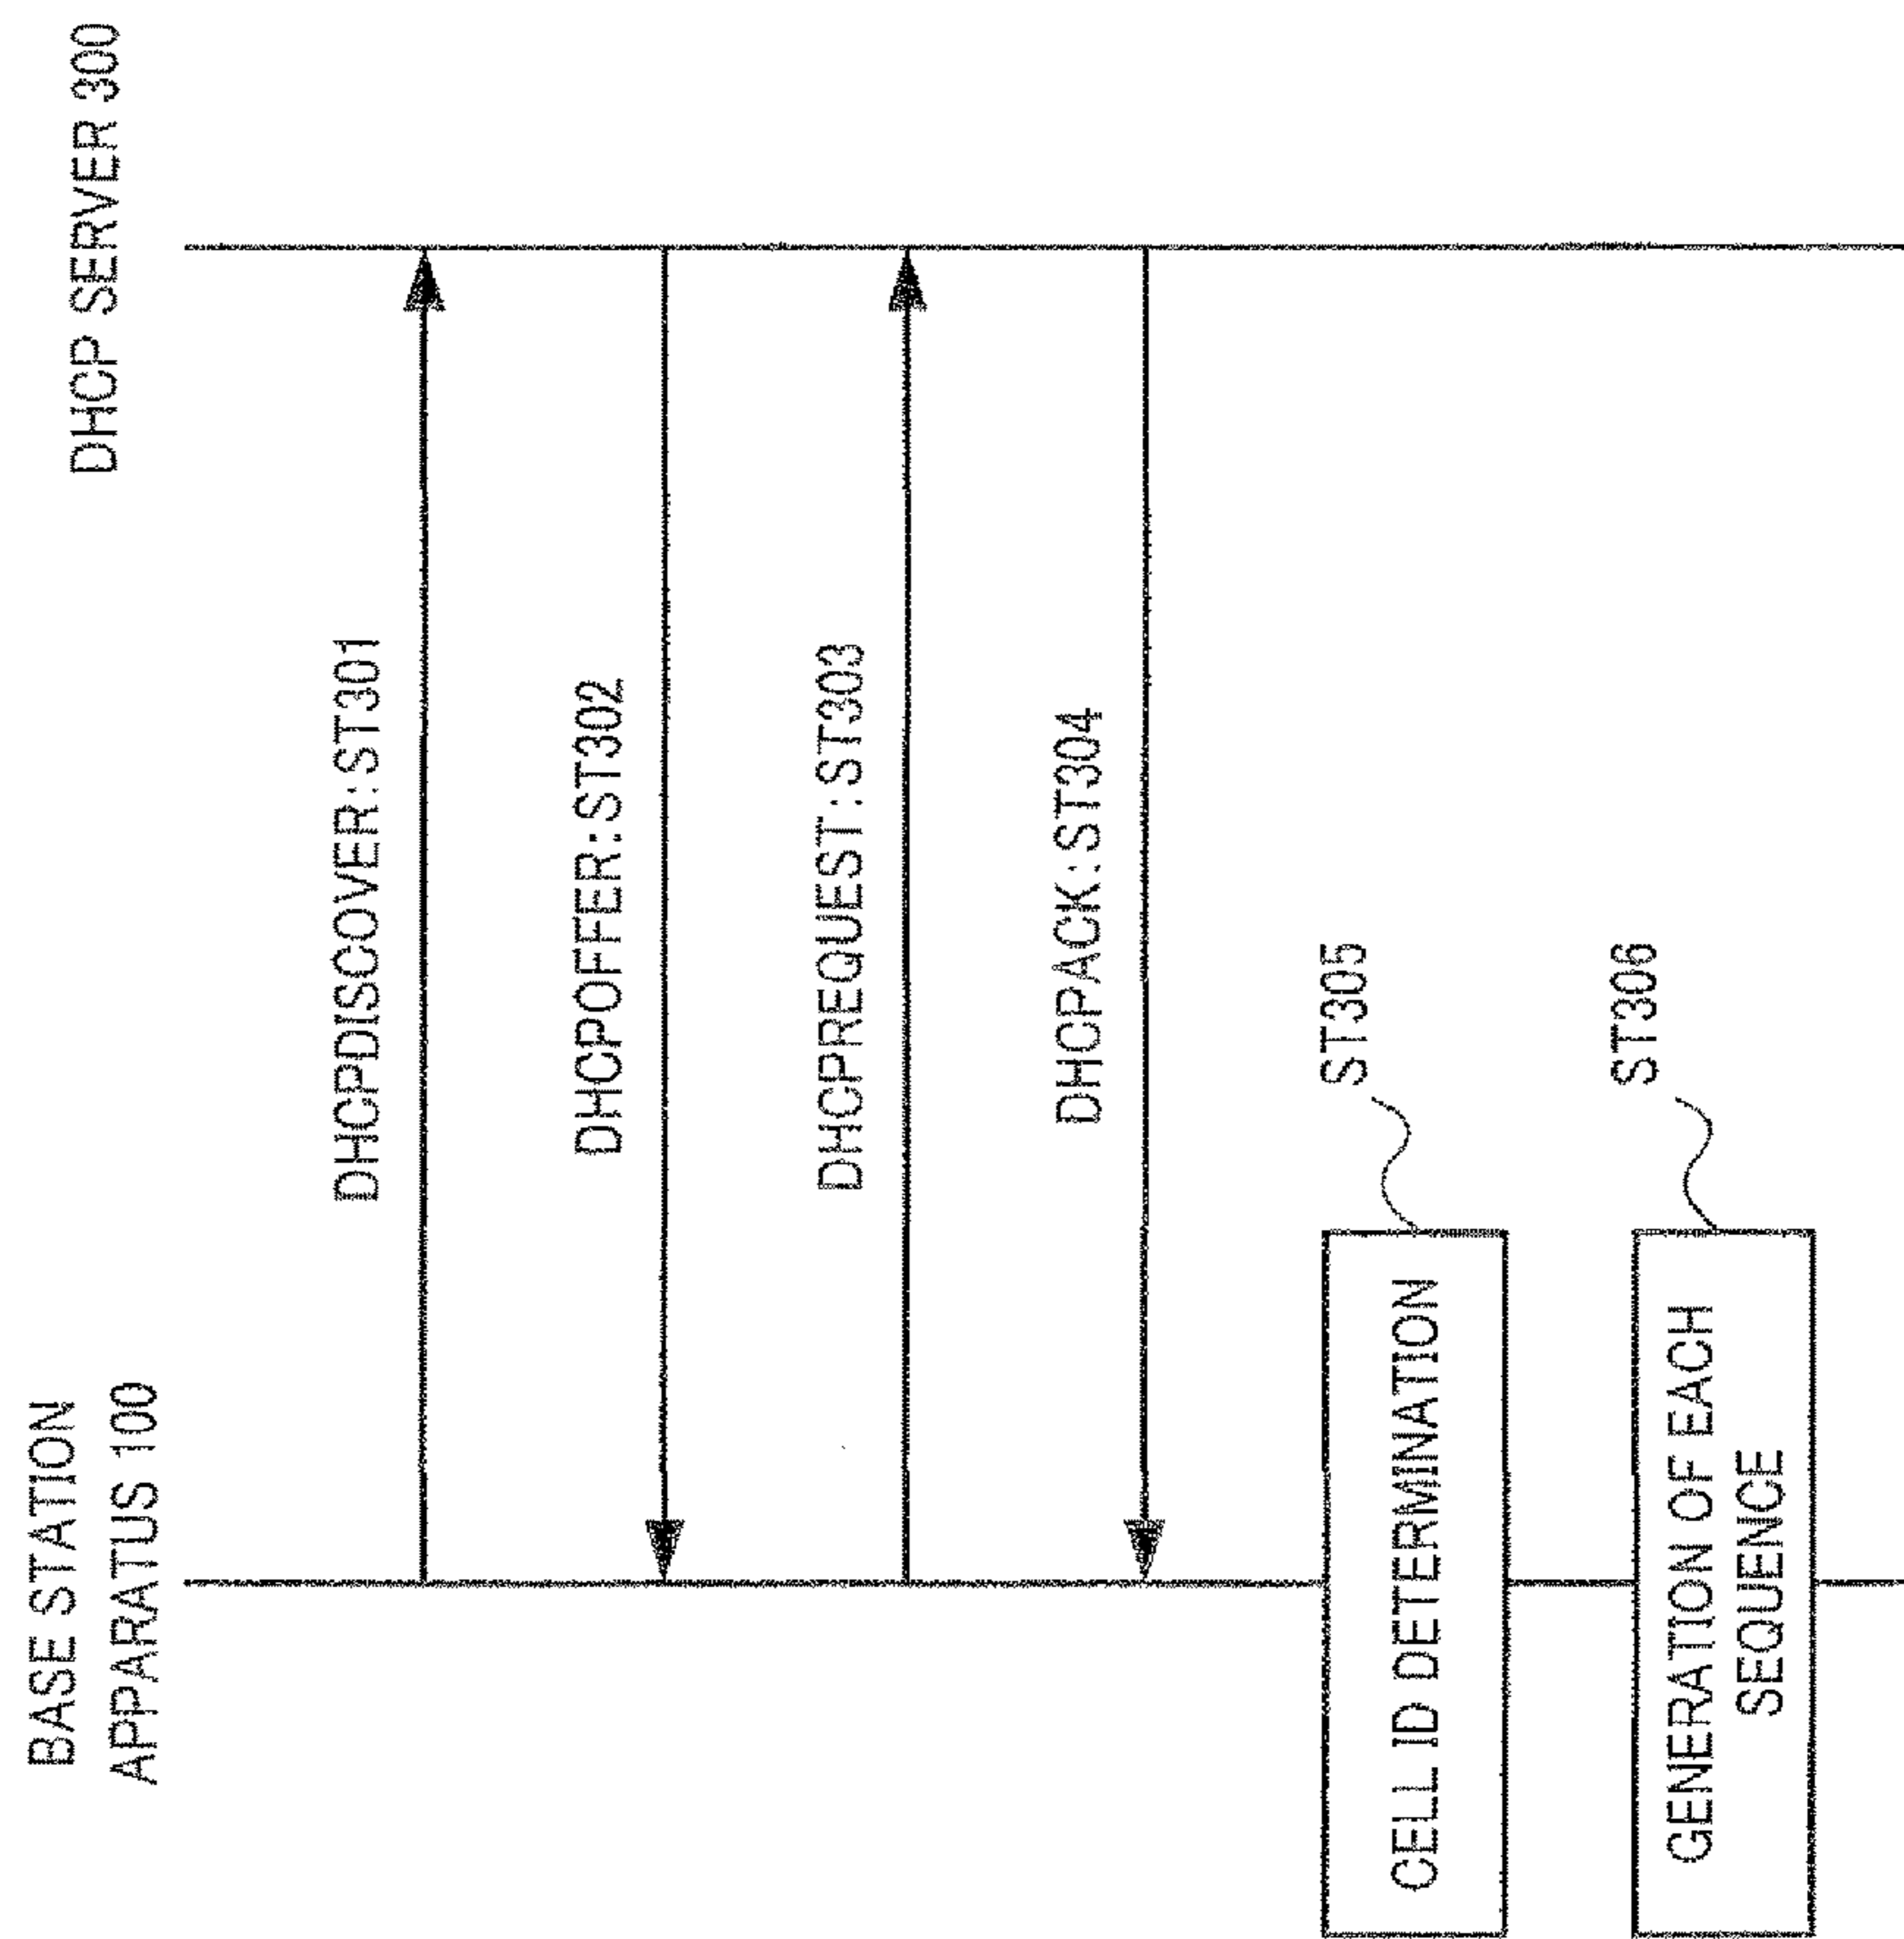 BASE STATION
APPARATUS 100
DHCP SERVER 300
DHCPDISCOVER:ST301
DHCPOFFER:ST302
DHCPREQUEST:ST303
DHCPACK:ST304
CELL ID DETERMINATION
ST305
GENERATION OF EACH
SEQUENCE
ST306